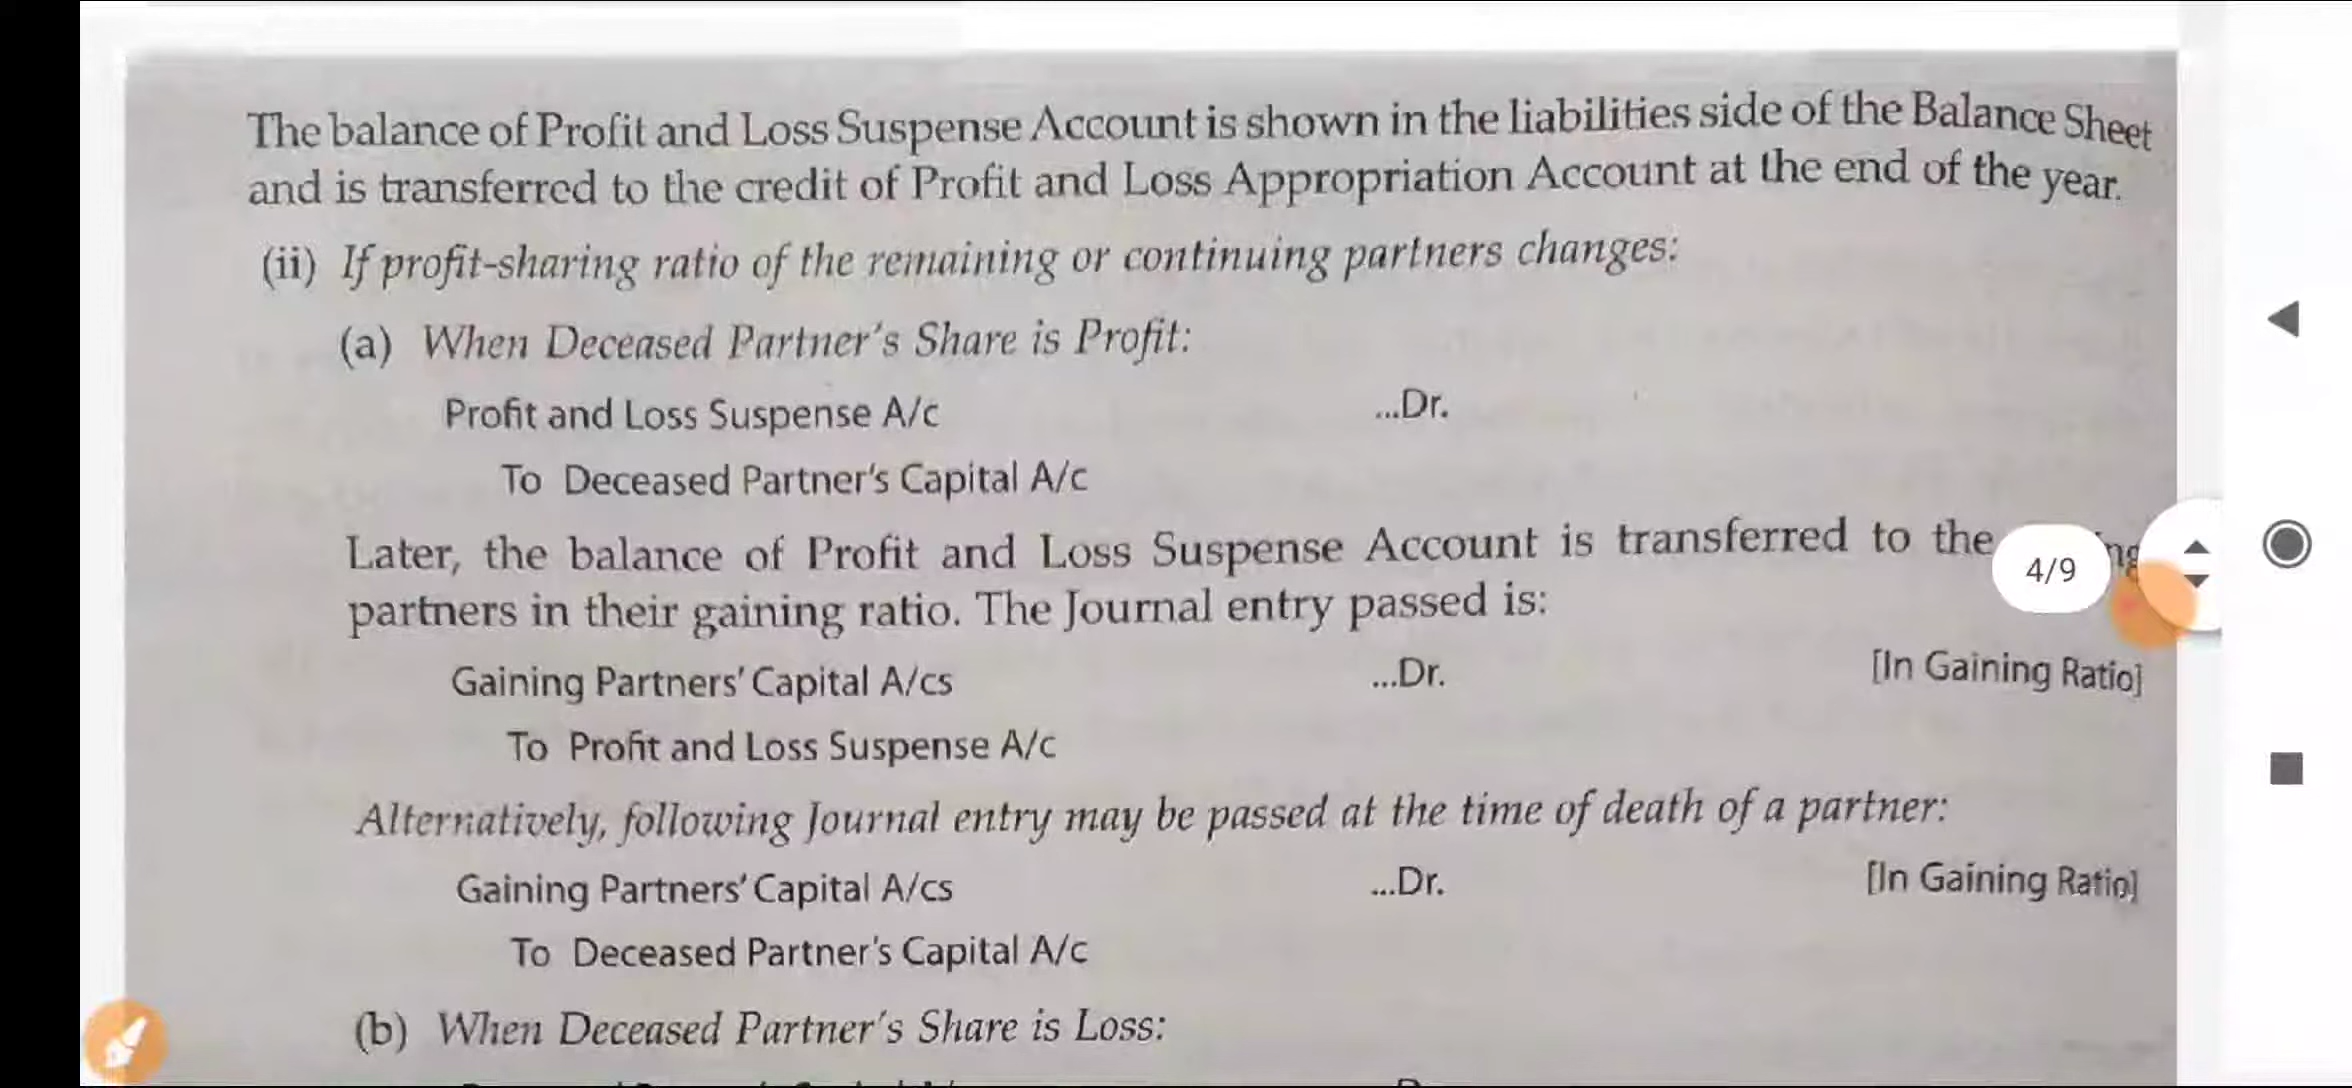 The balance of Profit and Loss Suspense Account is shown in the liabilities side of the Balance Sheet
and is transferred to the credit of Profit and Loss Appropriation Account at the end of the year.
(ii) If profit-sharing ratio of the remaining or continuing partners changes:
(a) When Deceased Partner's Share is Profit:
Profit and Loss Suspense A/c ...Dr.
To Deceased Partner's Capital A/c
Later, the balance of Profit and Loss Suspense Account is transferred to the
4/9
partners in their gaining ratio. The Journal entry passed is:
Gaining Partners' Capital A/cs ...Dr. [In Gaining Ratio]
To Profit and Loss Suspense A/c
Alternatively, following Journal entry may be passed at the time of death of a partner:
Gaining Partners' Capital A/cs ...Dr. [In Gaining Ratio]
To Deceased Partner's Capital A/c
(b) When Deceased Partner's Share is Loss: